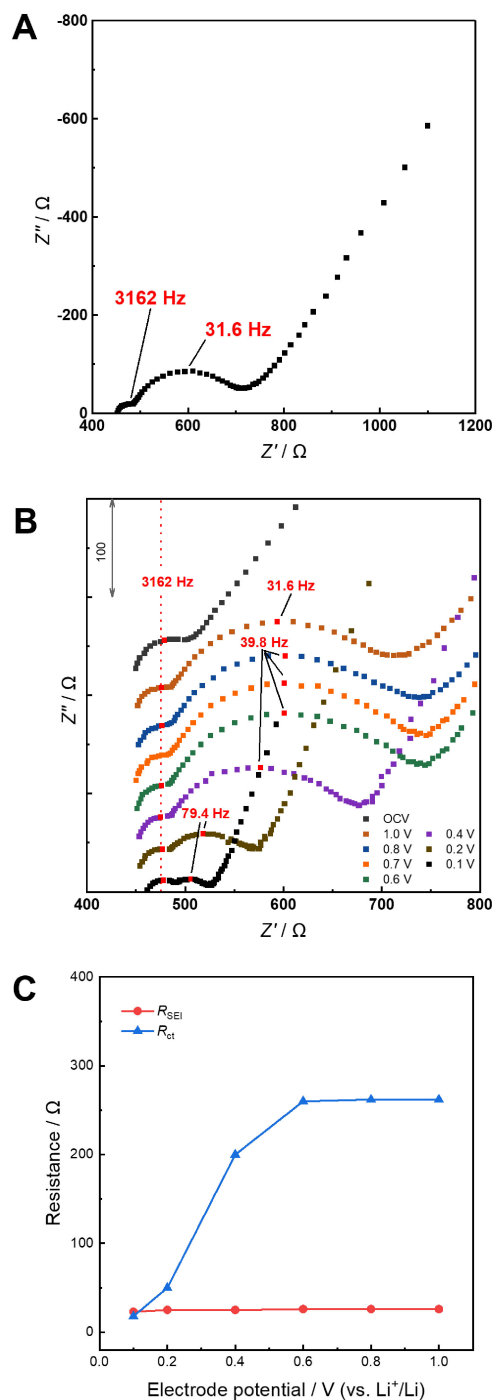 A
-800
-600
-400
-200
0
Z″ / Ω
3162 Hz
31.6 Hz
400 600 800 1000 1200
Z′ / Ω
B
100
3162 Hz
31.6 Hz
39.8 Hz
79.4 Hz
Z″ / Ω
OCV
1.0 V 0.4 V
0.8 V 0.2 V
0.7 V 0.1 V
0.6 V
400 500 600 700 800
Z′ / Ω
C
400
300
200
100
0
Resistance / Ω
R_SEI
R_ct
0.0 0.2 0.4 0.6 0.8 1.0
Electrode potential / V (vs. Li⁺/Li)